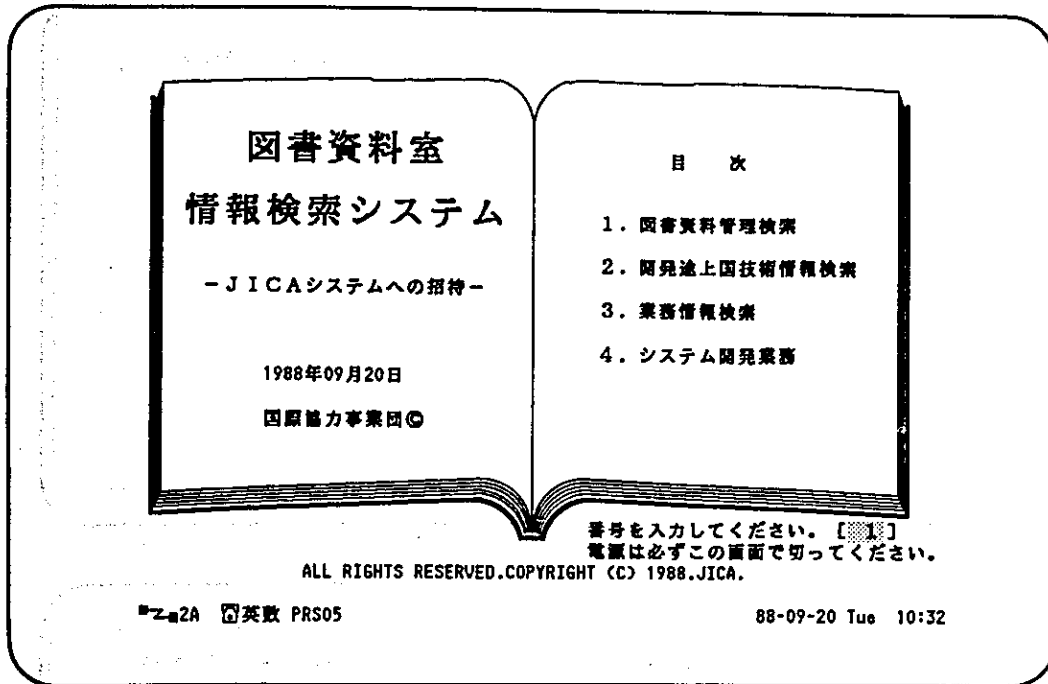 図書資料室
情報検索システム
－ＪＩＣＡシステムへの招待－
1988年09月20日
国際協力事業団©
目　次
１．図書資料管理検索
２．開発途上国技術情報検索
３．業務情報検索
４．システム開発業務
番号を入力してください。［ 1］
電源は必ずこの画面で切ってください。
ALL RIGHTS RESERVED.COPYRIGHT (C) 1988.JICA.
2A 英数 PRS05
88-09-20 Tue 10:32